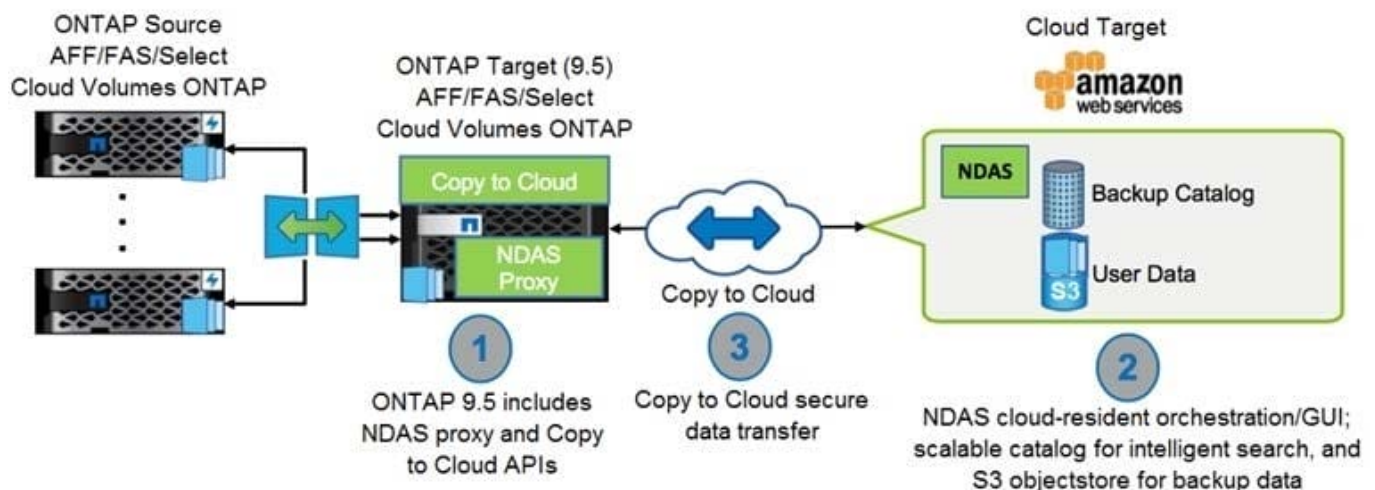 ONTAP Source
AFF/FAS/Select
Cloud Volumes ONTAP
ONTAP Target (9.5)
AFF/FAS/Select
Cloud Volumes ONTAP
Copy to Cloud
NDAS
Proxy
1
ONTAP 9.5 includes
NDAS proxy and Copy
to Cloud APIs
Copy to Cloud
3
Copy to Cloud secure
data transfer
Cloud Target
amazon
web services
NDAS
Backup Catalog
User Data
S3
2
NDAS cloud-resident orchestration/GUI;
scalable catalog for intelligent search, and
S3 objectstore for backup data